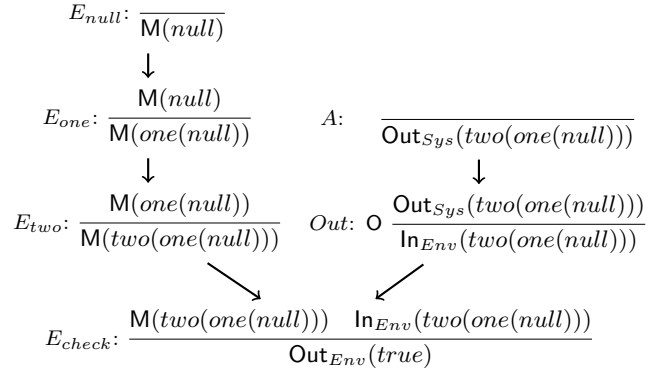 E_null: M(null)
E_one: M(null)
M(one(null))
A: Out_Sys(two(one(null)))
E_two: M(one(null))
M(two(one(null)))
Out: O Out_Sys(two(one(null)))
In_Env(two(one(null)))
E_check: M(two(one(null))) In_Env(two(one(null)))
Out_Env(true)